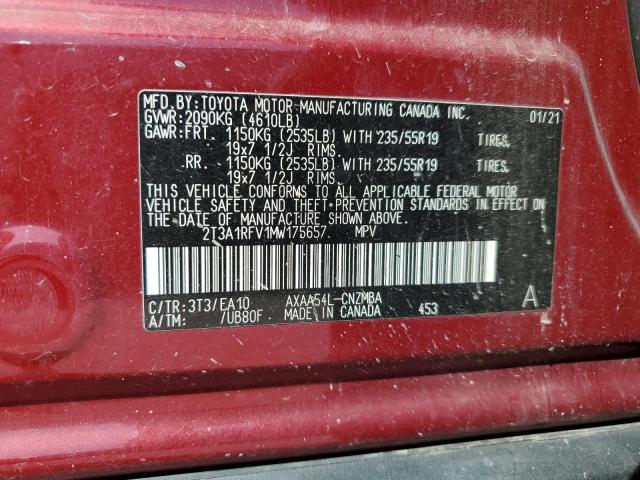 MFD.BY:TOYOTA MOTOR MANUFACTURING CANADA INC. 01/21
GVWR:2090KG (4610LB)
GAWR:FRT. 1150KG (2535LB) WITH 235/55R19 TIRES,
19x7 1/2J RIMS
RR. 1150KG (2535LB) WITH 235/55R19 TIRES,
19x7 1/2J RIMS
THIS VEHICLE CONFORMS TO ALL APPLICABLE FEDERAL MOTOR
VEHICLE SAFETY AND THEFT-PREVENTION STANDARDS IN EFFECT ON
THE DATE OF MANUFACTURE SHOWN ABOVE.
2T3A1RFV1MW175657. MPV
C/TR:3T3/EA10 AXAA54L-CNZMBA A
A/TM: /UB80F MADE IN CANADA 453